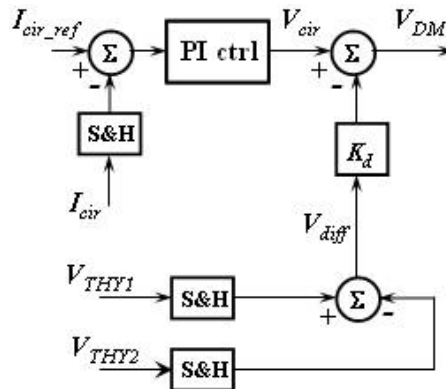 I_cir_ref
V_cir
V_DM
+
Σ
-
PI ctrl
+
Σ
-
S&H
K_d
I_cir
V_diff
V_THY1
S&H
+
Σ
-
V_THY2
S&H